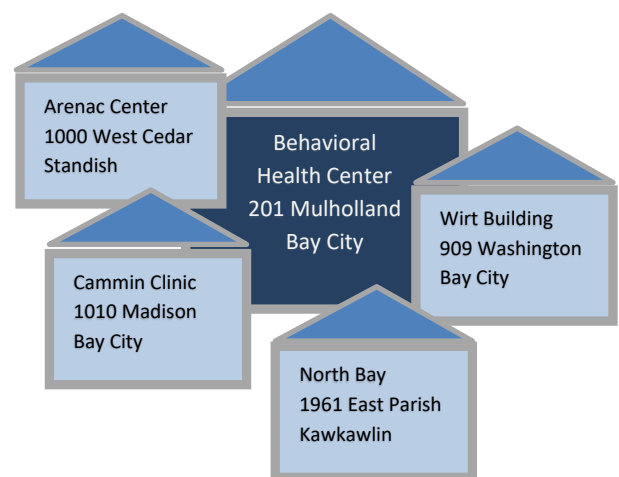 Arenac Center
1000 West Cedar
Standish
Behavioral
Health Center
201 Mulholland
Bay City
Wirt Building
909 Washington
Bay City
Cammin Clinic
1010 Madison
Bay City
North Bay
1961 East Parish
Kawkawlin